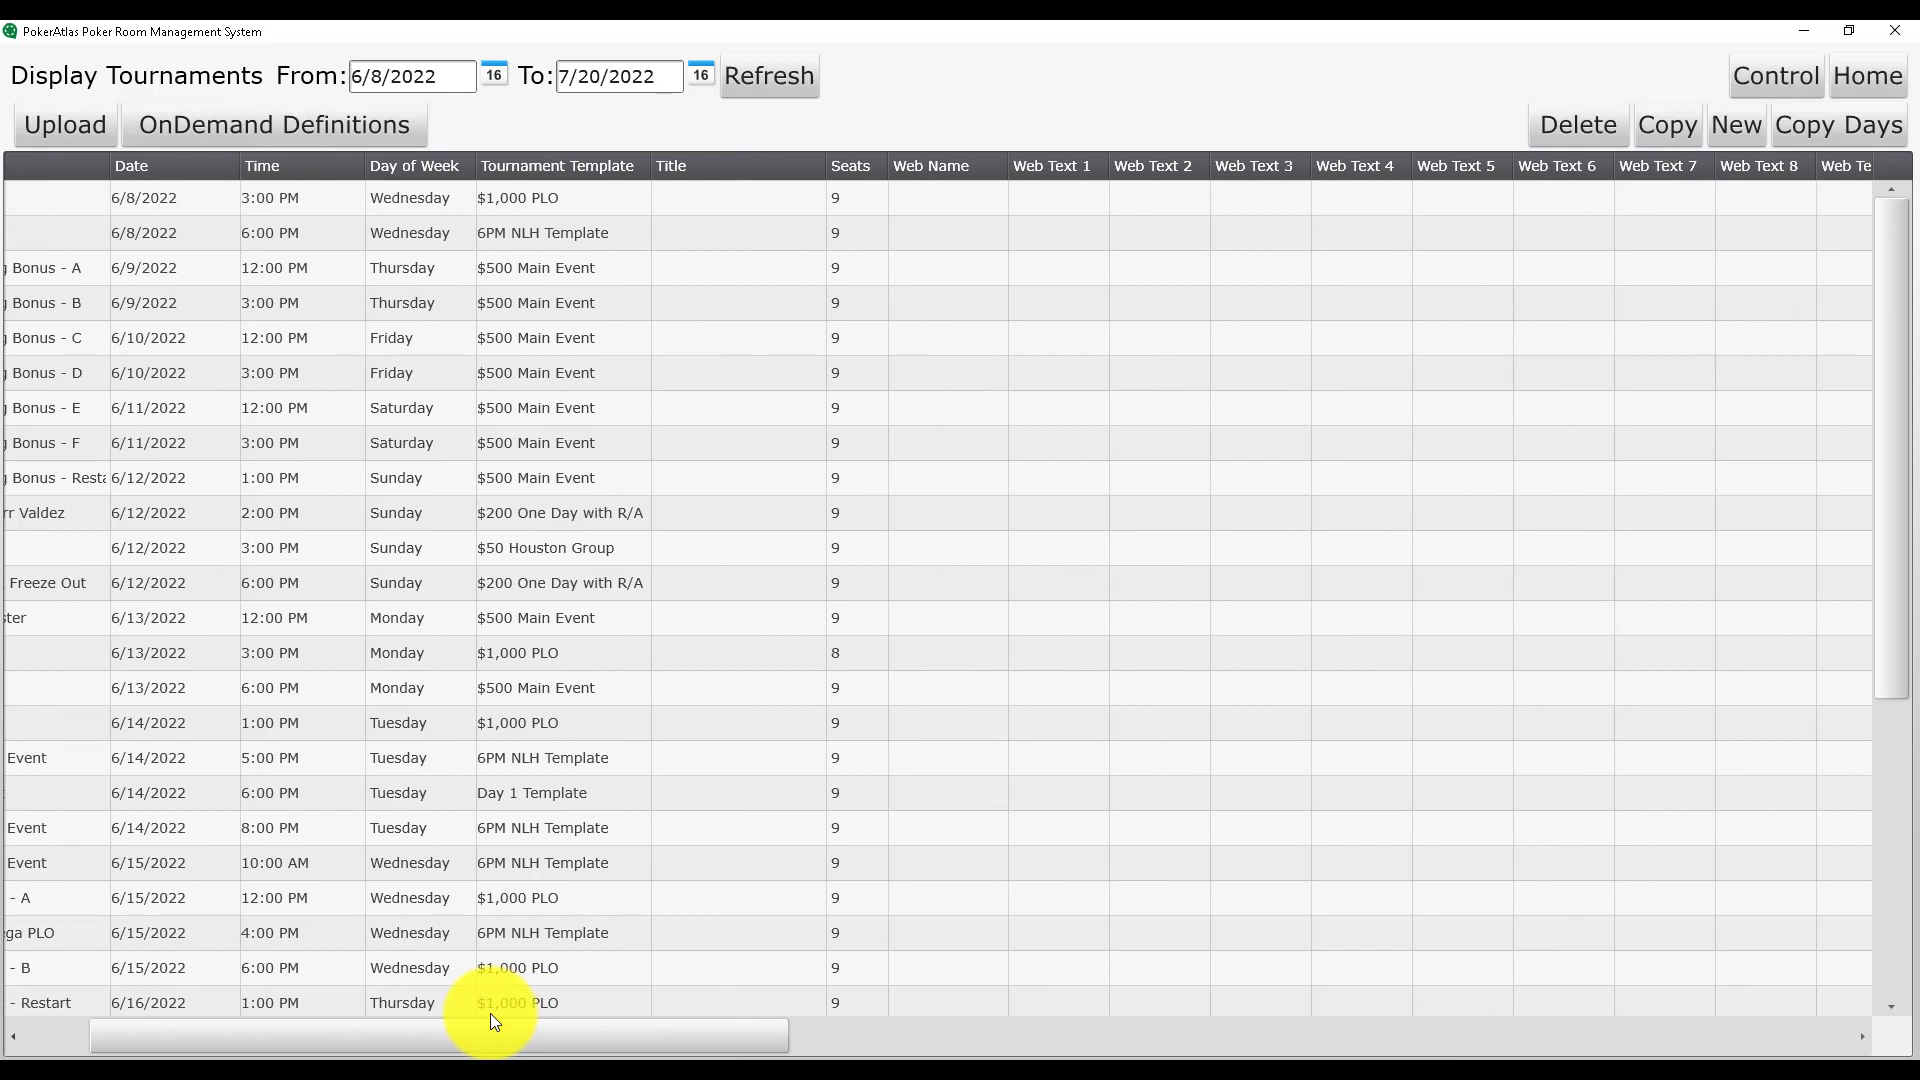 PokerAtlas Poker Room Management System
Display Tournaments From: 6/8/2022 16 To: 7/20/2022 16 Refresh Control Home
Upload OnDemand Definitions Delete Copy New Copy Days
Date Time Day of Week Tournament Template Title Seats Web Name Web Text 1 Web Text 2 Web Text 3 Web Text 4 Web Text 5 Web Text 6 Web Text 7 Web Text 8 Web Te
6/8/2022 3:00 PM Wednesday $1,000 PLO 9
6/8/2022 6:00 PM Wednesday 6PM NLH Template 9
g Bonus - A 6/9/2022 12:00 PM Thursday $500 Main Event 9
g Bonus - B 6/9/2022 3:00 PM Thursday $500 Main Event 9
g Bonus - C 6/10/2022 12:00 PM Friday $500 Main Event 9
g Bonus - D 6/10/2022 3:00 PM Friday $500 Main Event 9
g Bonus - E 6/11/2022 12:00 PM Saturday $500 Main Event 9
g Bonus - F 6/11/2022 3:00 PM Saturday $500 Main Event 9
g Bonus - Resta 6/12/2022 1:00 PM Sunday $500 Main Event 9
rr Valdez 6/12/2022 2:00 PM Sunday $200 One Day with R/A 9
6/12/2022 3:00 PM Sunday $50 Houston Group 9
Freeze Out 6/12/2022 6:00 PM Sunday $200 One Day with R/A 9
ster 6/13/2022 12:00 PM Monday $500 Main Event 9
6/13/2022 3:00 PM Monday $1,000 PLO 8
6/13/2022 6:00 PM Monday $500 Main Event 9
6/14/2022 1:00 PM Tuesday $1,000 PLO 9
Event 6/14/2022 5:00 PM Tuesday 6PM NLH Template 9
6/14/2022 6:00 PM Tuesday Day 1 Template 9
Event 6/14/2022 8:00 PM Tuesday 6PM NLH Template 9
Event 6/15/2022 10:00 AM Wednesday 6PM NLH Template 9
- A 6/15/2022 12:00 PM Wednesday $1,000 PLO 9
ega PLO 6/15/2022 4:00 PM Wednesday 6PM NLH Template 9
- B 6/15/2022 6:00 PM Wednesday $1,000 PLO 9
- Restart 6/16/2022 1:00 PM Thursday $1,000 PLO 9